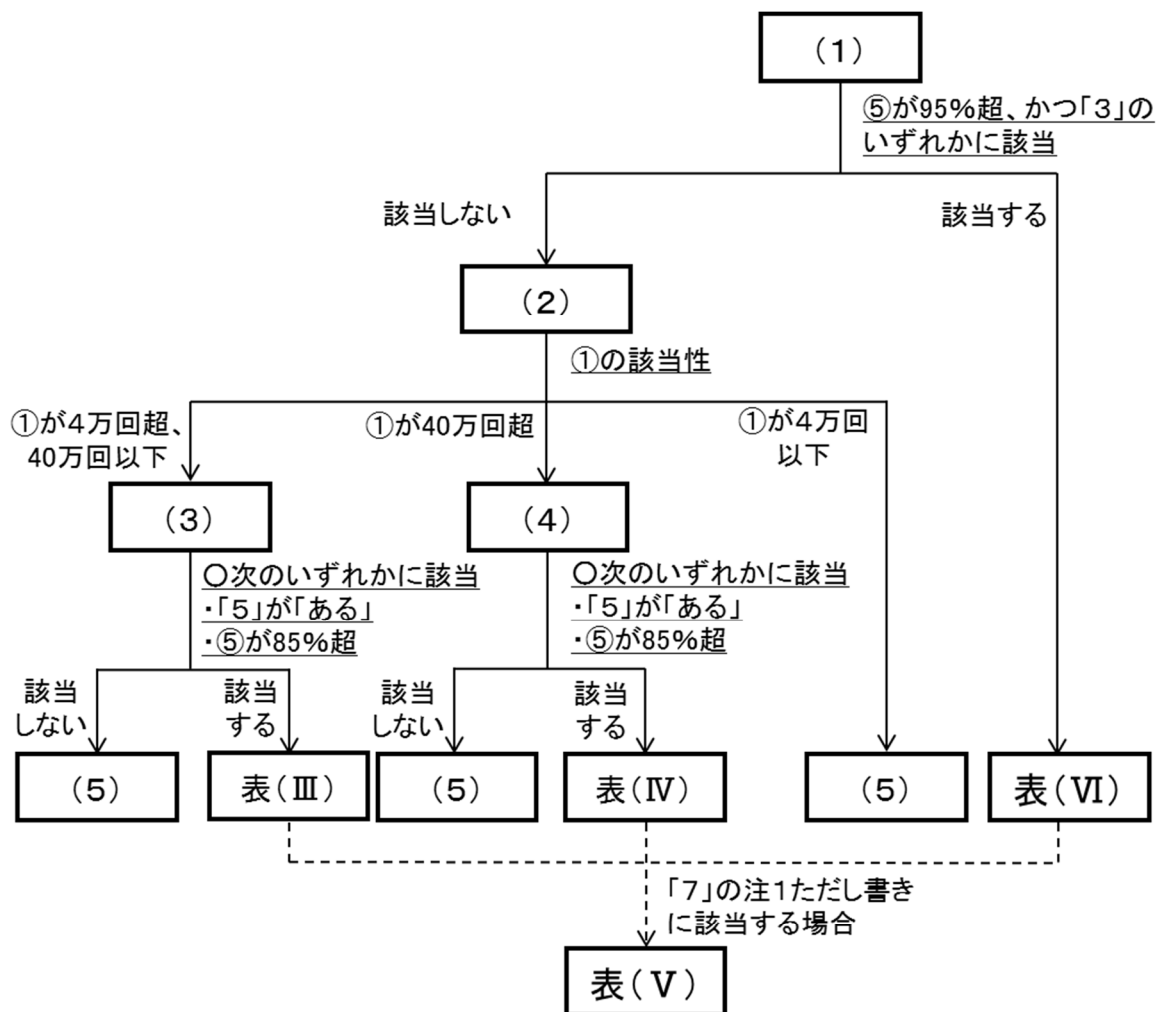 （１）
⑤が95％超、かつ「３」の
いずれかに該当
該当しない
該当する
（２）
①の該当性
①が４万回超、
40万回以下
①が40万回超
①が４万回
以下
（３）
（４）
○次のいずれかに該当
・「５」が「ある」
・⑤が85％超
○次のいずれかに該当
・「５」が「ある」
・⑤が85％超
該当
しない
該当
する
該当
しない
該当
する
（５）
表（Ⅲ）
（５）
表（Ⅳ）
（５）
表（Ⅵ）
「７」の注１ただし書き
に該当する場合
表（Ⅴ）